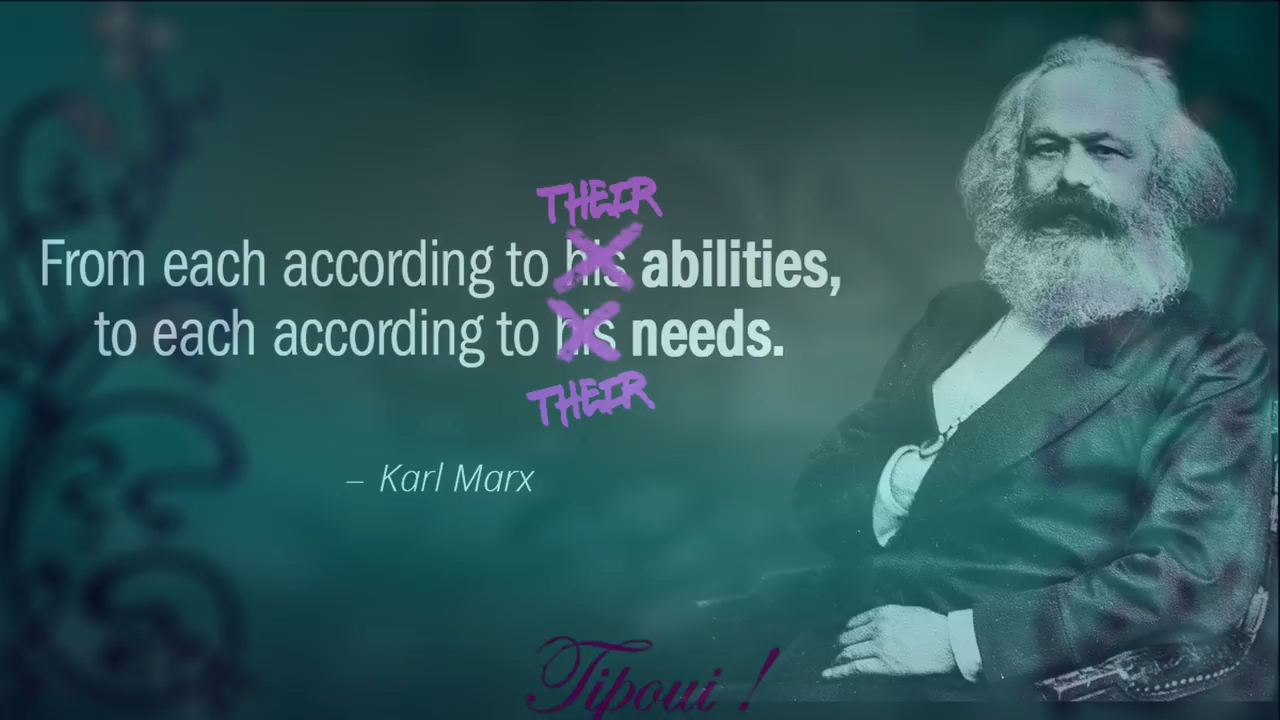 THEIR
From each according to his abilities,
to each according to his needs.
THEIR
– Karl Marx
Tipoui !